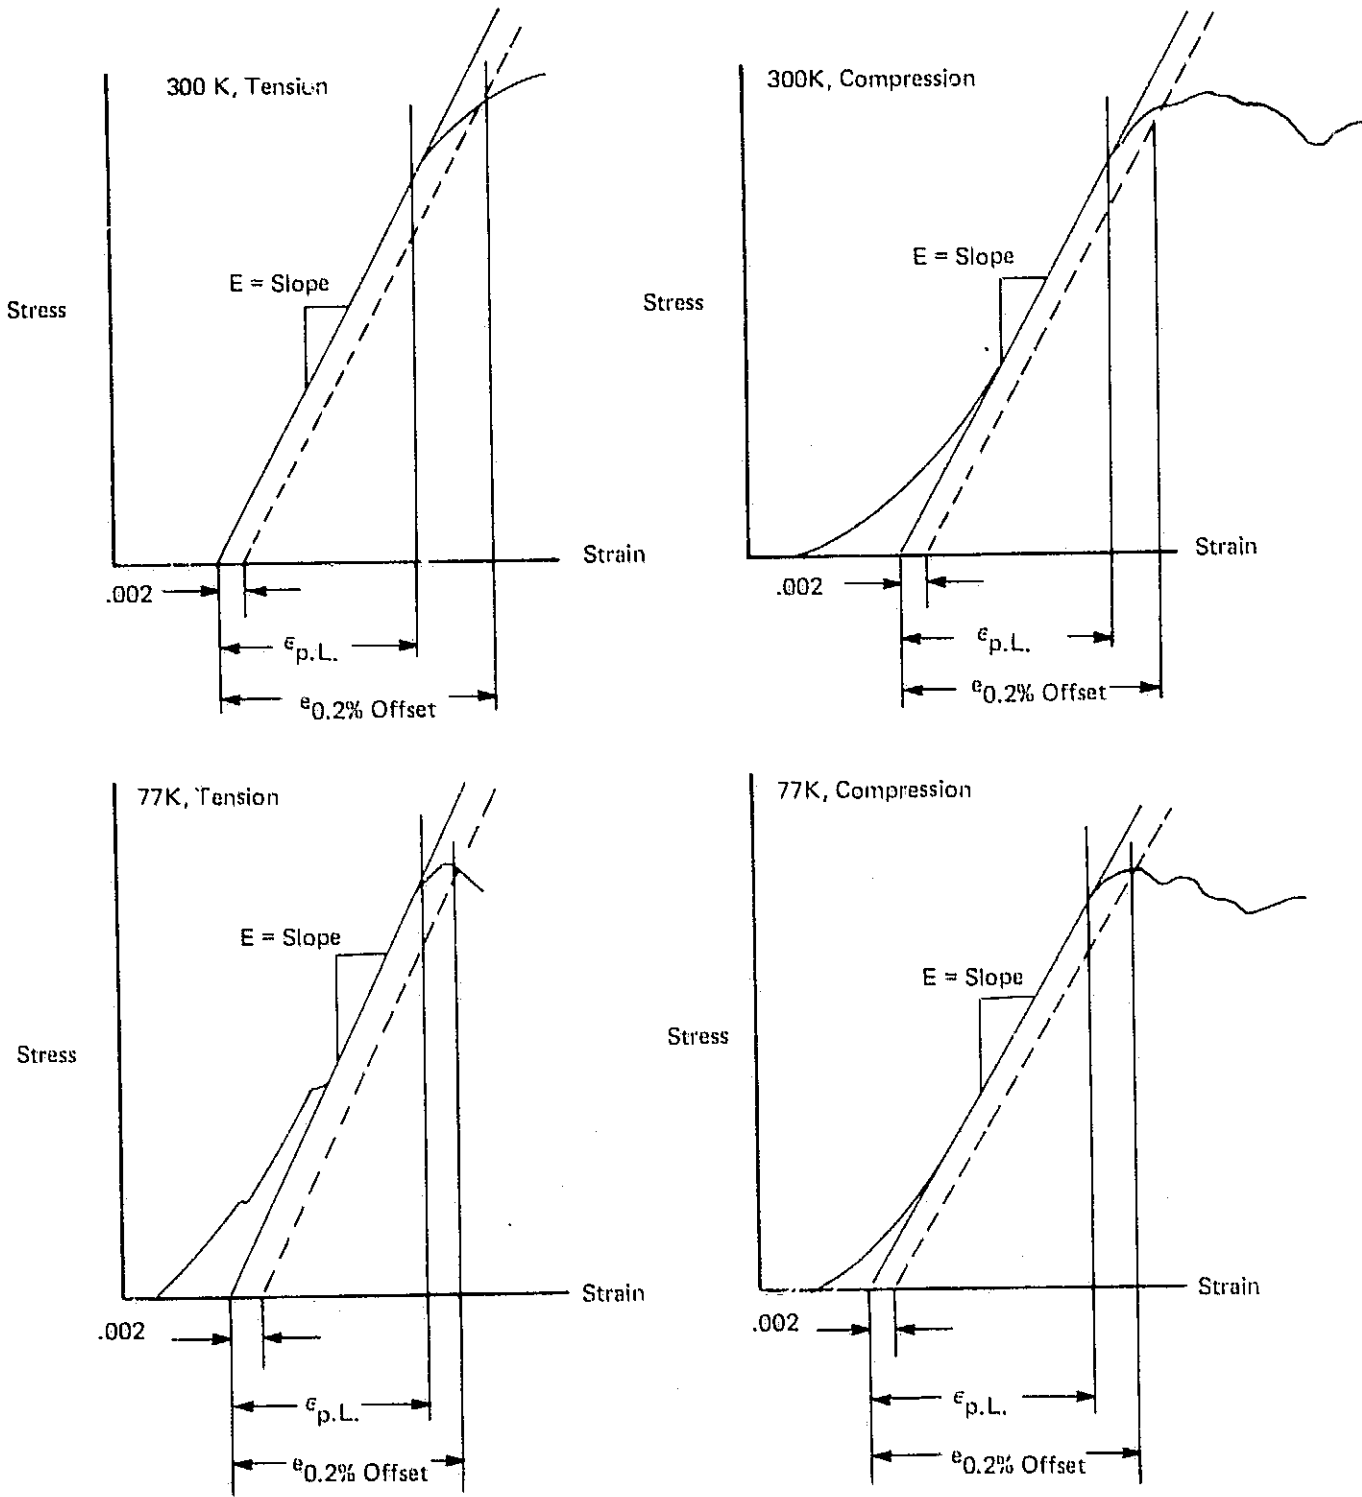 300 K, Tension
E = Slope
Stress
Strain
.002
ϵp.L.
e0.2% Offset
300K, Compression
E = Slope
Stress
Strain
.002
ϵp.L.
e0.2% Offset
77K, Tension
E = Slope
Stress
Strain
.002
ϵp.L.
e0.2% Offset
77K, Compression
E = Slope
Stress
Strain
.002
ϵp.L.
e0.2% Offset